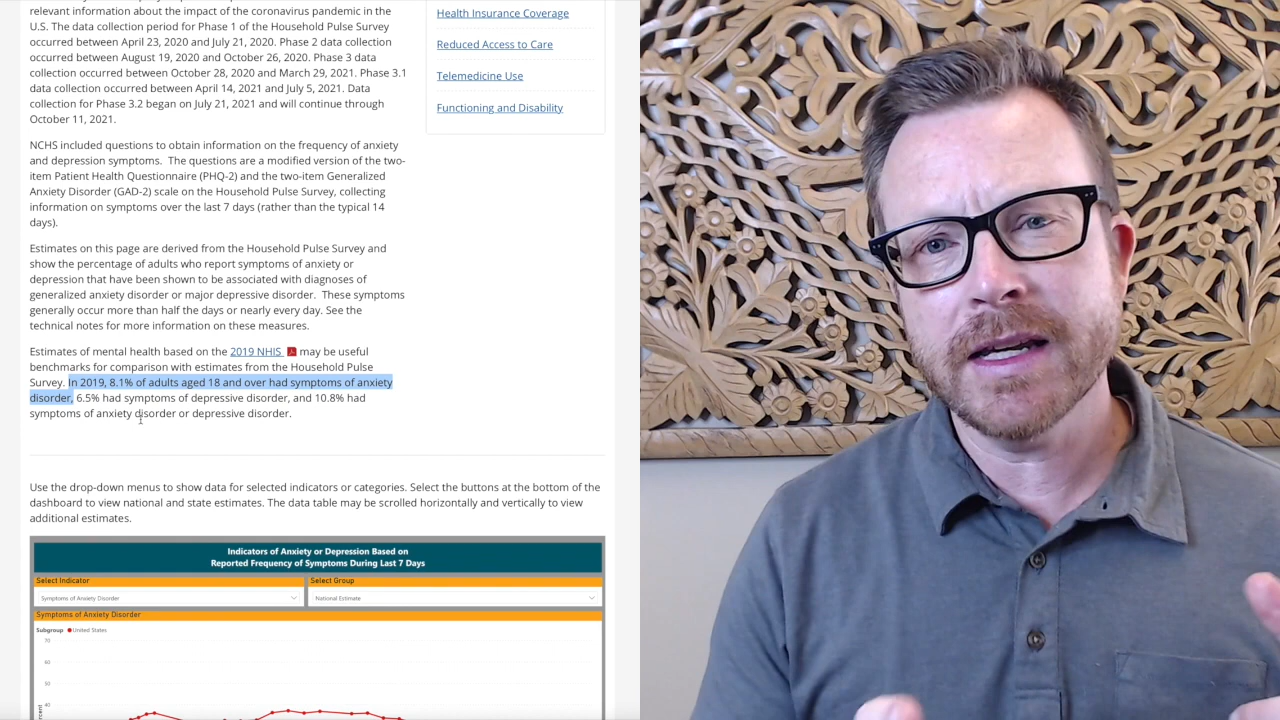 relevant information about the impact of the coronavirus pandemic in the
U.S. The data collection period for Phase 1 of the Household Pulse Survey
occurred between April 23, 2020 and July 21, 2020. Phase 2 data collection
occurred between August 19, 2020 and October 26, 2020. Phase 3 data
collection occurred between October 28, 2020 and March 29, 2021. Phase 3.1
data collection occurred between April 14, 2021 and July 5, 2021. Data
collection for Phase 3.2 began on July 21, 2021 and will continue through
October 11, 2021.
NCHS included questions to obtain information on the frequency of anxiety
and depression symptoms. The questions are a modified version of the two-
item Patient Health Questionnaire (PHQ-2) and the two-item Generalized
Anxiety Disorder (GAD-2) scale on the Household Pulse Survey, collecting
information on symptoms over the last 7 days (rather than the typical 14
days).
Estimates on this page are derived from the Household Pulse Survey and
show the percentage of adults who report symptoms of anxiety or
depression that have been shown to be associated with diagnoses of
generalized anxiety disorder or major depressive disorder. These symptoms
generally occur more than half the days or nearly every day. See the
technical notes for more information on these measures.
Estimates of mental health based on the 2019 NHIS may be useful
benchmarks for comparison with estimates from the Household Pulse
Survey. In 2019, 8.1% of adults aged 18 and over had symptoms of anxiety
disorder, 6.5% had symptoms of depressive disorder, and 10.8% had
symptoms of anxiety disorder or depressive disorder.
Health Insurance Coverage
Reduced Access to Care
Telemedicine Use
Functioning and Disability
Use the drop-down menus to show data for selected indicators or categories. Select the buttons at the bottom of the
dashboard to view national and state estimates. The data table may be scrolled horizontally and vertically to view
additional estimates.
Indicators of Anxiety or Depression Based on
Reported Frequency of Symptoms During Last 7 Days
Select Indicator
Select Group
Symptoms of Anxiety Disorder
National Estimate
Symptoms of Anxiety Disorder
Subgroup United States
70
60
50
40